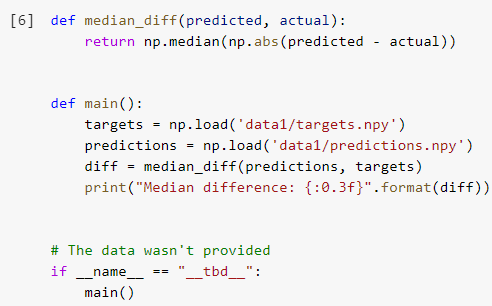 [6] def median_diff(predicted, actual):
    return np.median(np.abs(predicted - actual))
def main():
    targets = np.load('data1/targets.npy')
    predictions = np.load('data1/predictions.npy')
    diff = median_diff(predictions, targets)
    print("Median difference: {:0.3f}".format(diff))
# The data wasn't provided
if __name__ == "__tbd__":
    main()